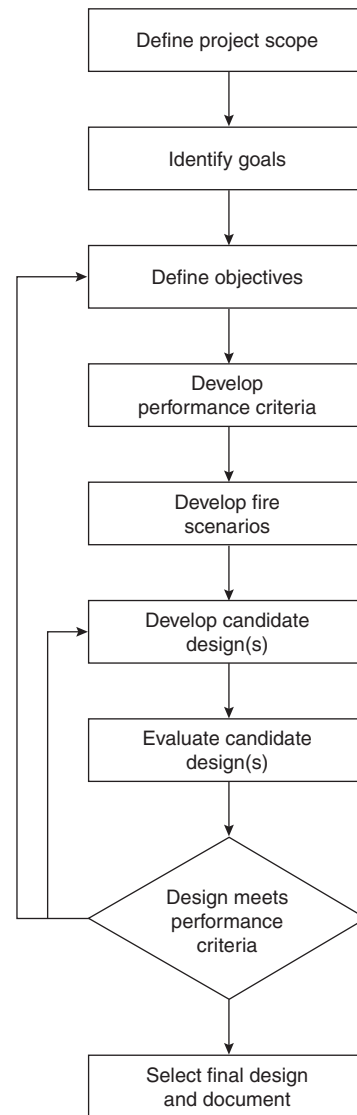 Define project scope
Identify goals
Define objectives
Develop
performance criteria
Develop fire
scenarios
Develop candidate
design(s)
Evaluate candidate
design(s)
Design meets
performance
criteria
Select final design
and document